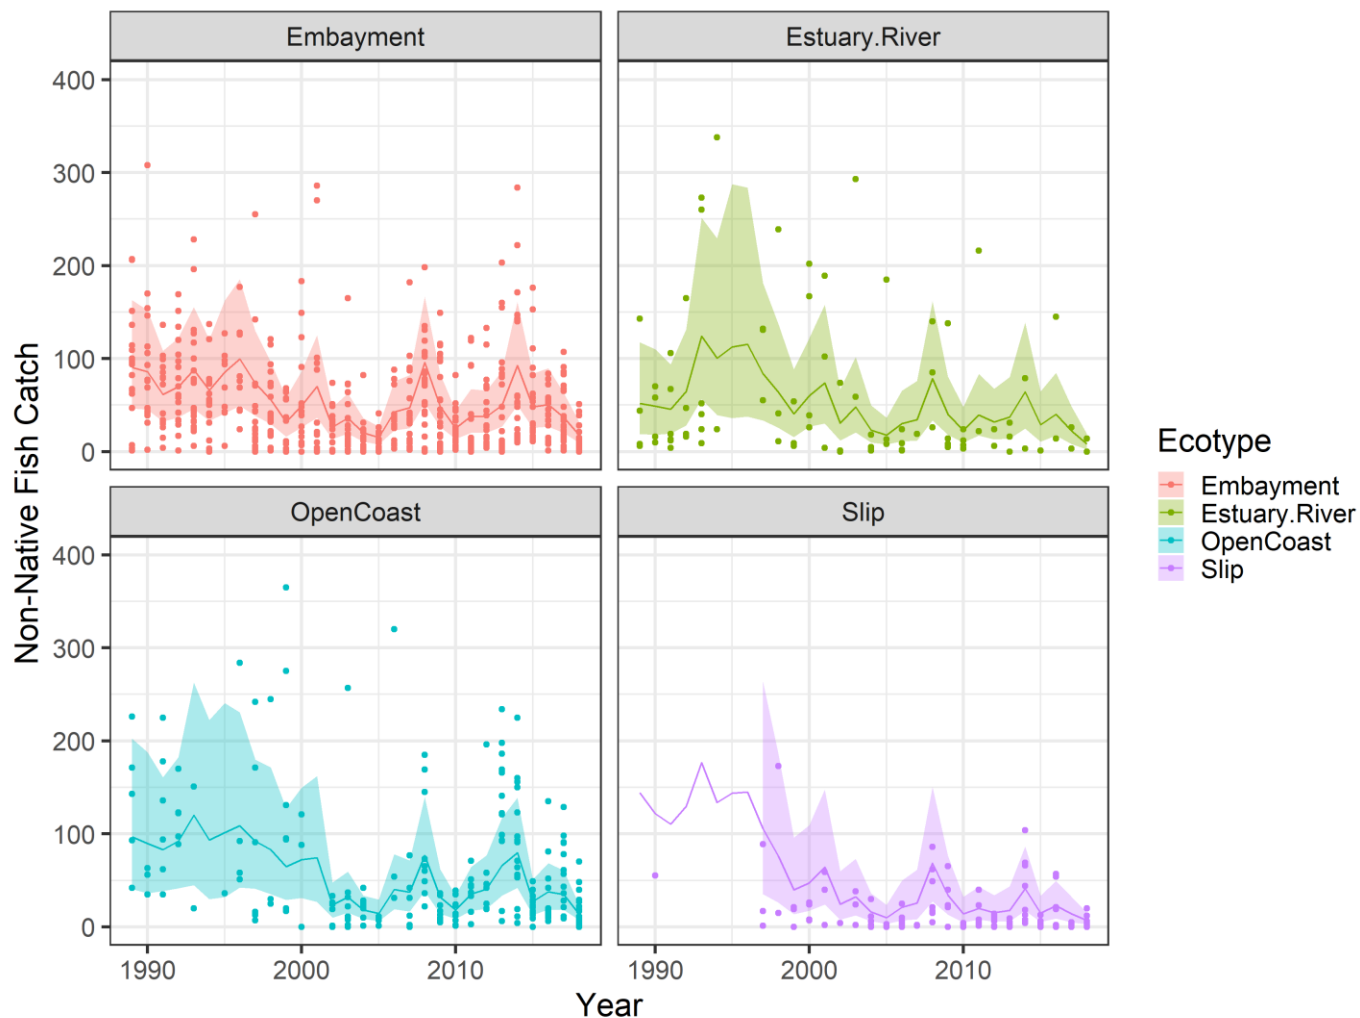 Embayment
Estuary.River
400
300
200
100
0
Non-Native Fish Catch
OpenCoast
Slip
400
300
200
100
0
1990
2000
2010
1990
2000
2010
Year
Ecotype
Embayment
Estuary.River
OpenCoast
Slip